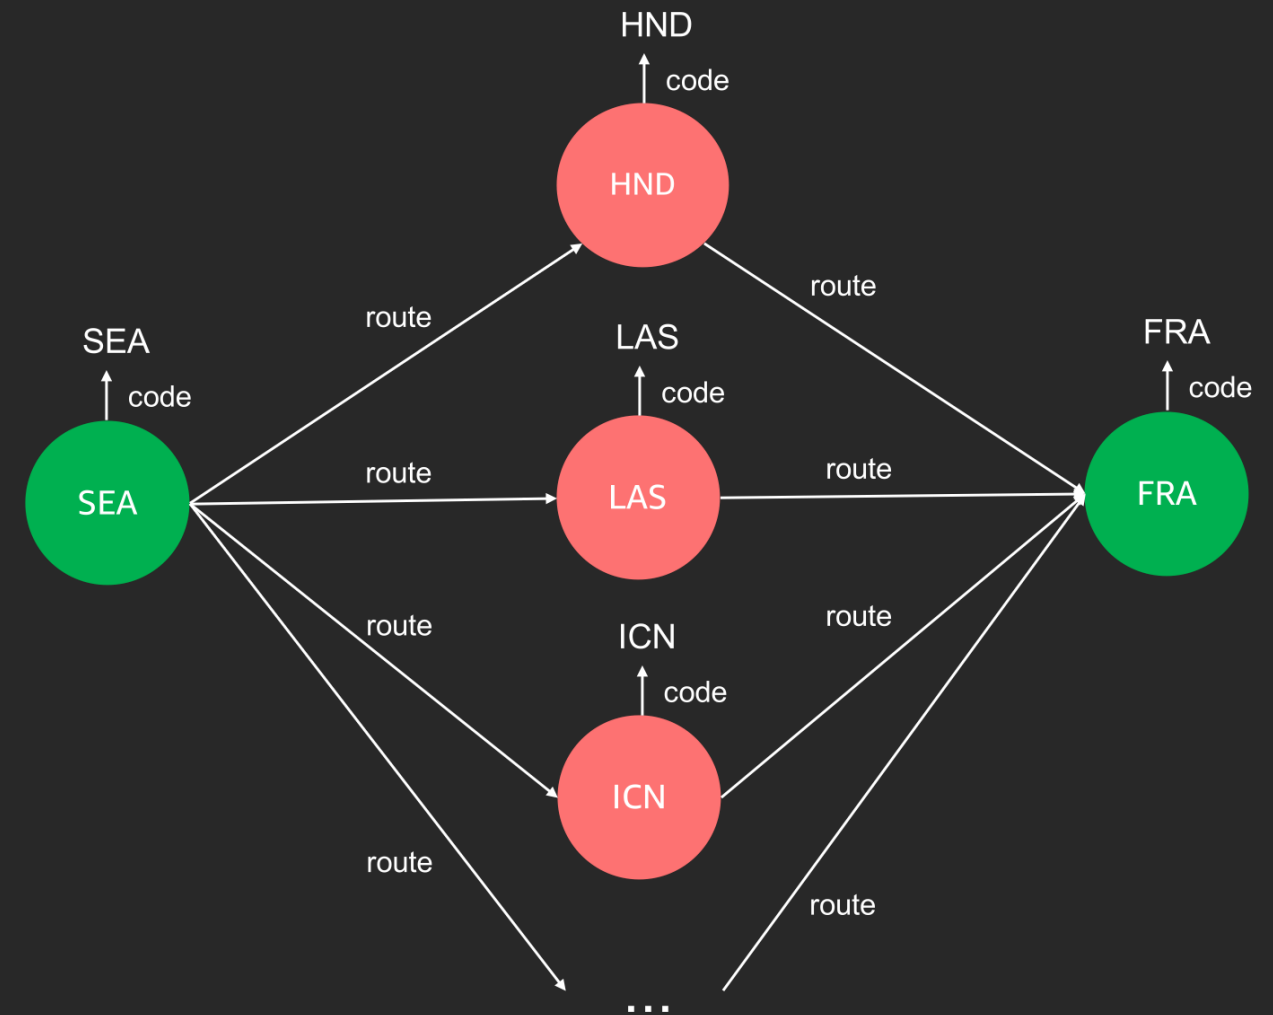 HND
code
HND
route
route
SEA
code
SEA
LAS
code
LAS
FRA
code
FRA
route
route
ICN
code
ICN
route
route
route
route
...